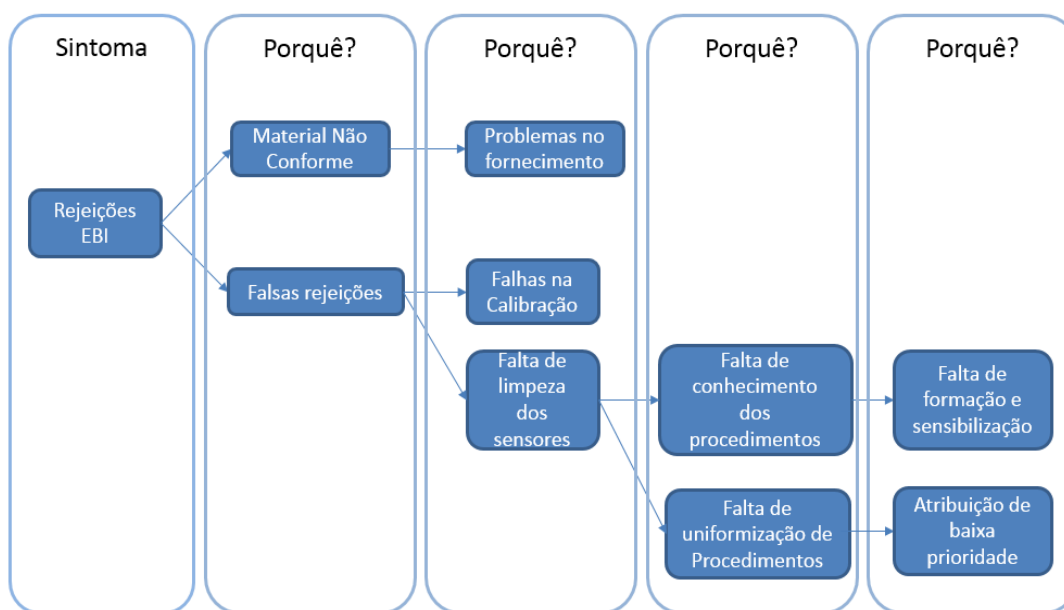 Sintoma
Porquê?
Porquê?
Porquê?
Porquê?
Rejeições
EBI
Material Não
Conforme
Falsas rejeições
Problemas no
fornecimento
Falhas na
Calibração
Falta de
limpeza
dos
sensores
Falta de
conhecimento
dos
procedimentos
Falta de
uniformização de
Procedimentos
Falta de
formação e
sensibilização
Atribuição de
baixa
prioridade